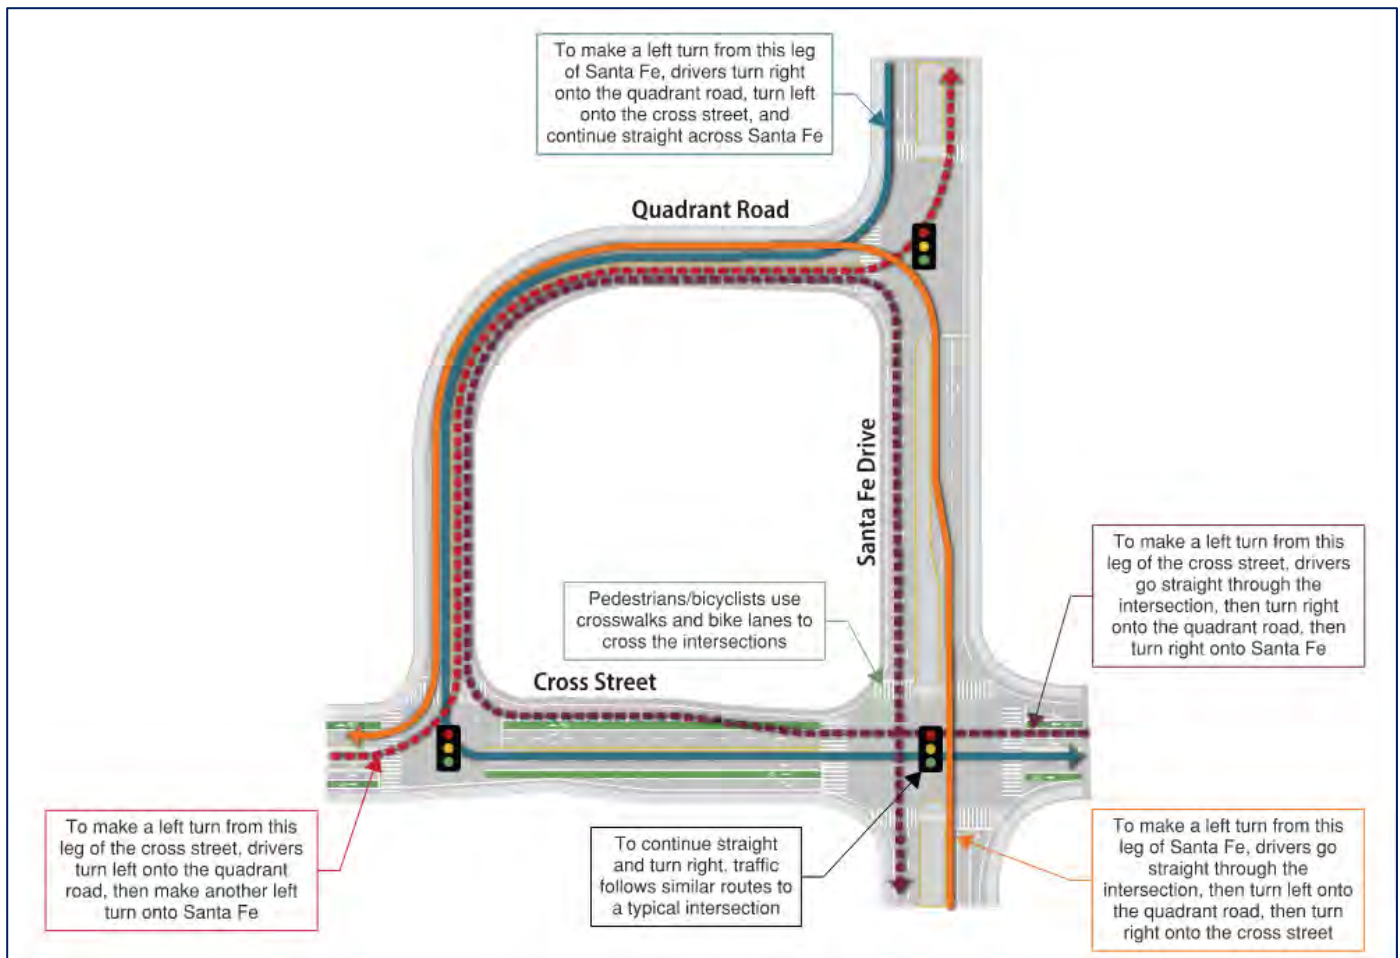 To make a left turn from this leg
of Santa Fe, drivers turn right
onto the quadrant road, turn left
onto the cross street, and
continue straight across Santa Fe
Quadrant Road
Santa Fe Drive
To make a left turn from this
leg of the cross street, drivers
go straight through the
intersection, then turn right
onto the quadrant road, then
turn right onto Santa Fe
Pedestrians/bicyclists use
crosswalks and bike lanes to
cross the intersections
Cross Street
To make a left turn from this
leg of the cross street, drivers
turn left onto the quadrant
road, then make another left
turn onto Santa Fe
To continue straight
and turn right, traffic
follows similar routes to
a typical intersection
To make a left turn from this
leg of Santa Fe, drivers go
straight through the
intersection, then turn left onto
the quadrant road, then turn
right onto the cross street